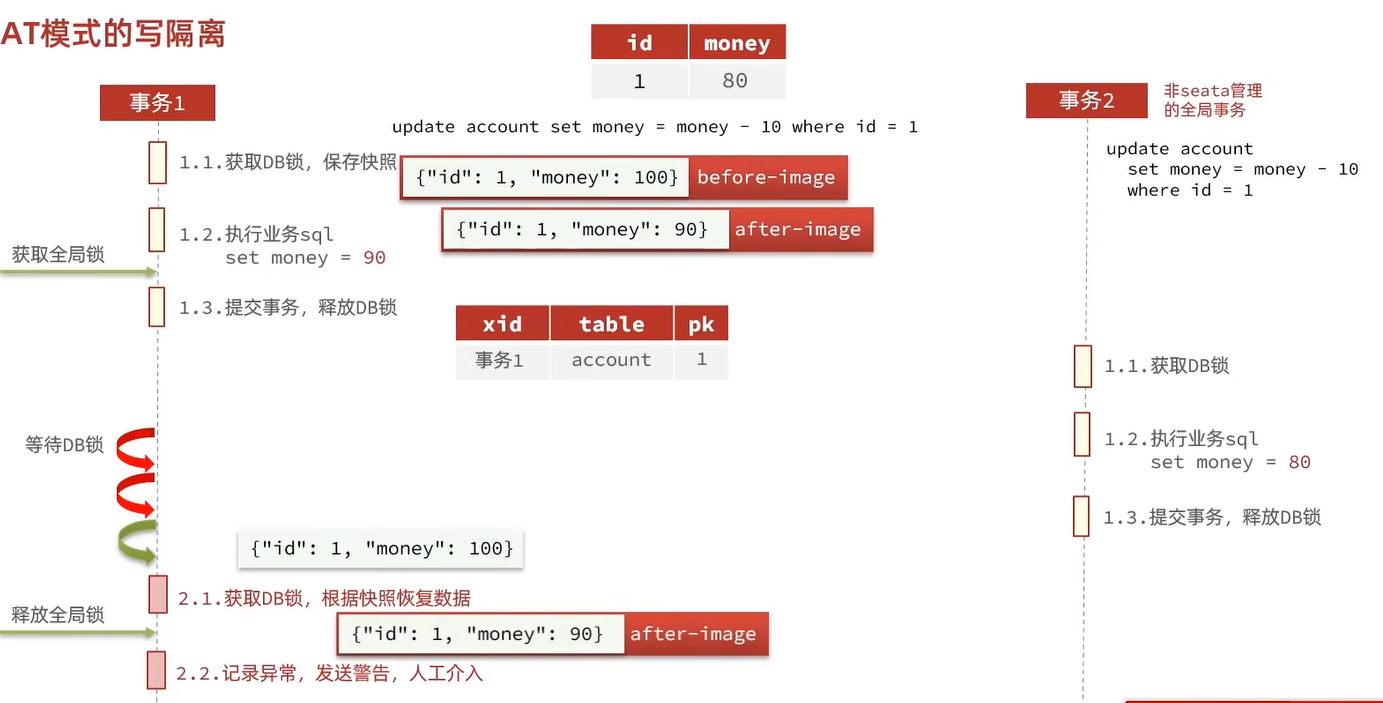 AT模式的写隔离
id money
1 80
事务1
事务2
非seata管理
的全局事务
update account set money = money - 10 where id = 1
update account
set money = money - 10
where id = 1
1.1.获取DB锁，保存快照
{"id": 1, "money": 100} before-image
{"id": 1, "money": 90} after-image
1.2.执行业务sql
set money = 90
获取全局锁
1.3.提交事务，释放DB锁
xid table pk
事务1 account 1
1.1.获取DB锁
等待DB锁
1.2.执行业务sql
set money = 80
1.3.提交事务，释放DB锁
{"id": 1, "money": 100}
2.1.获取DB锁，根据快照恢复数据
释放全局锁
{"id": 1, "money": 90} after-image
2.2.记录异常，发送警告，人工介入